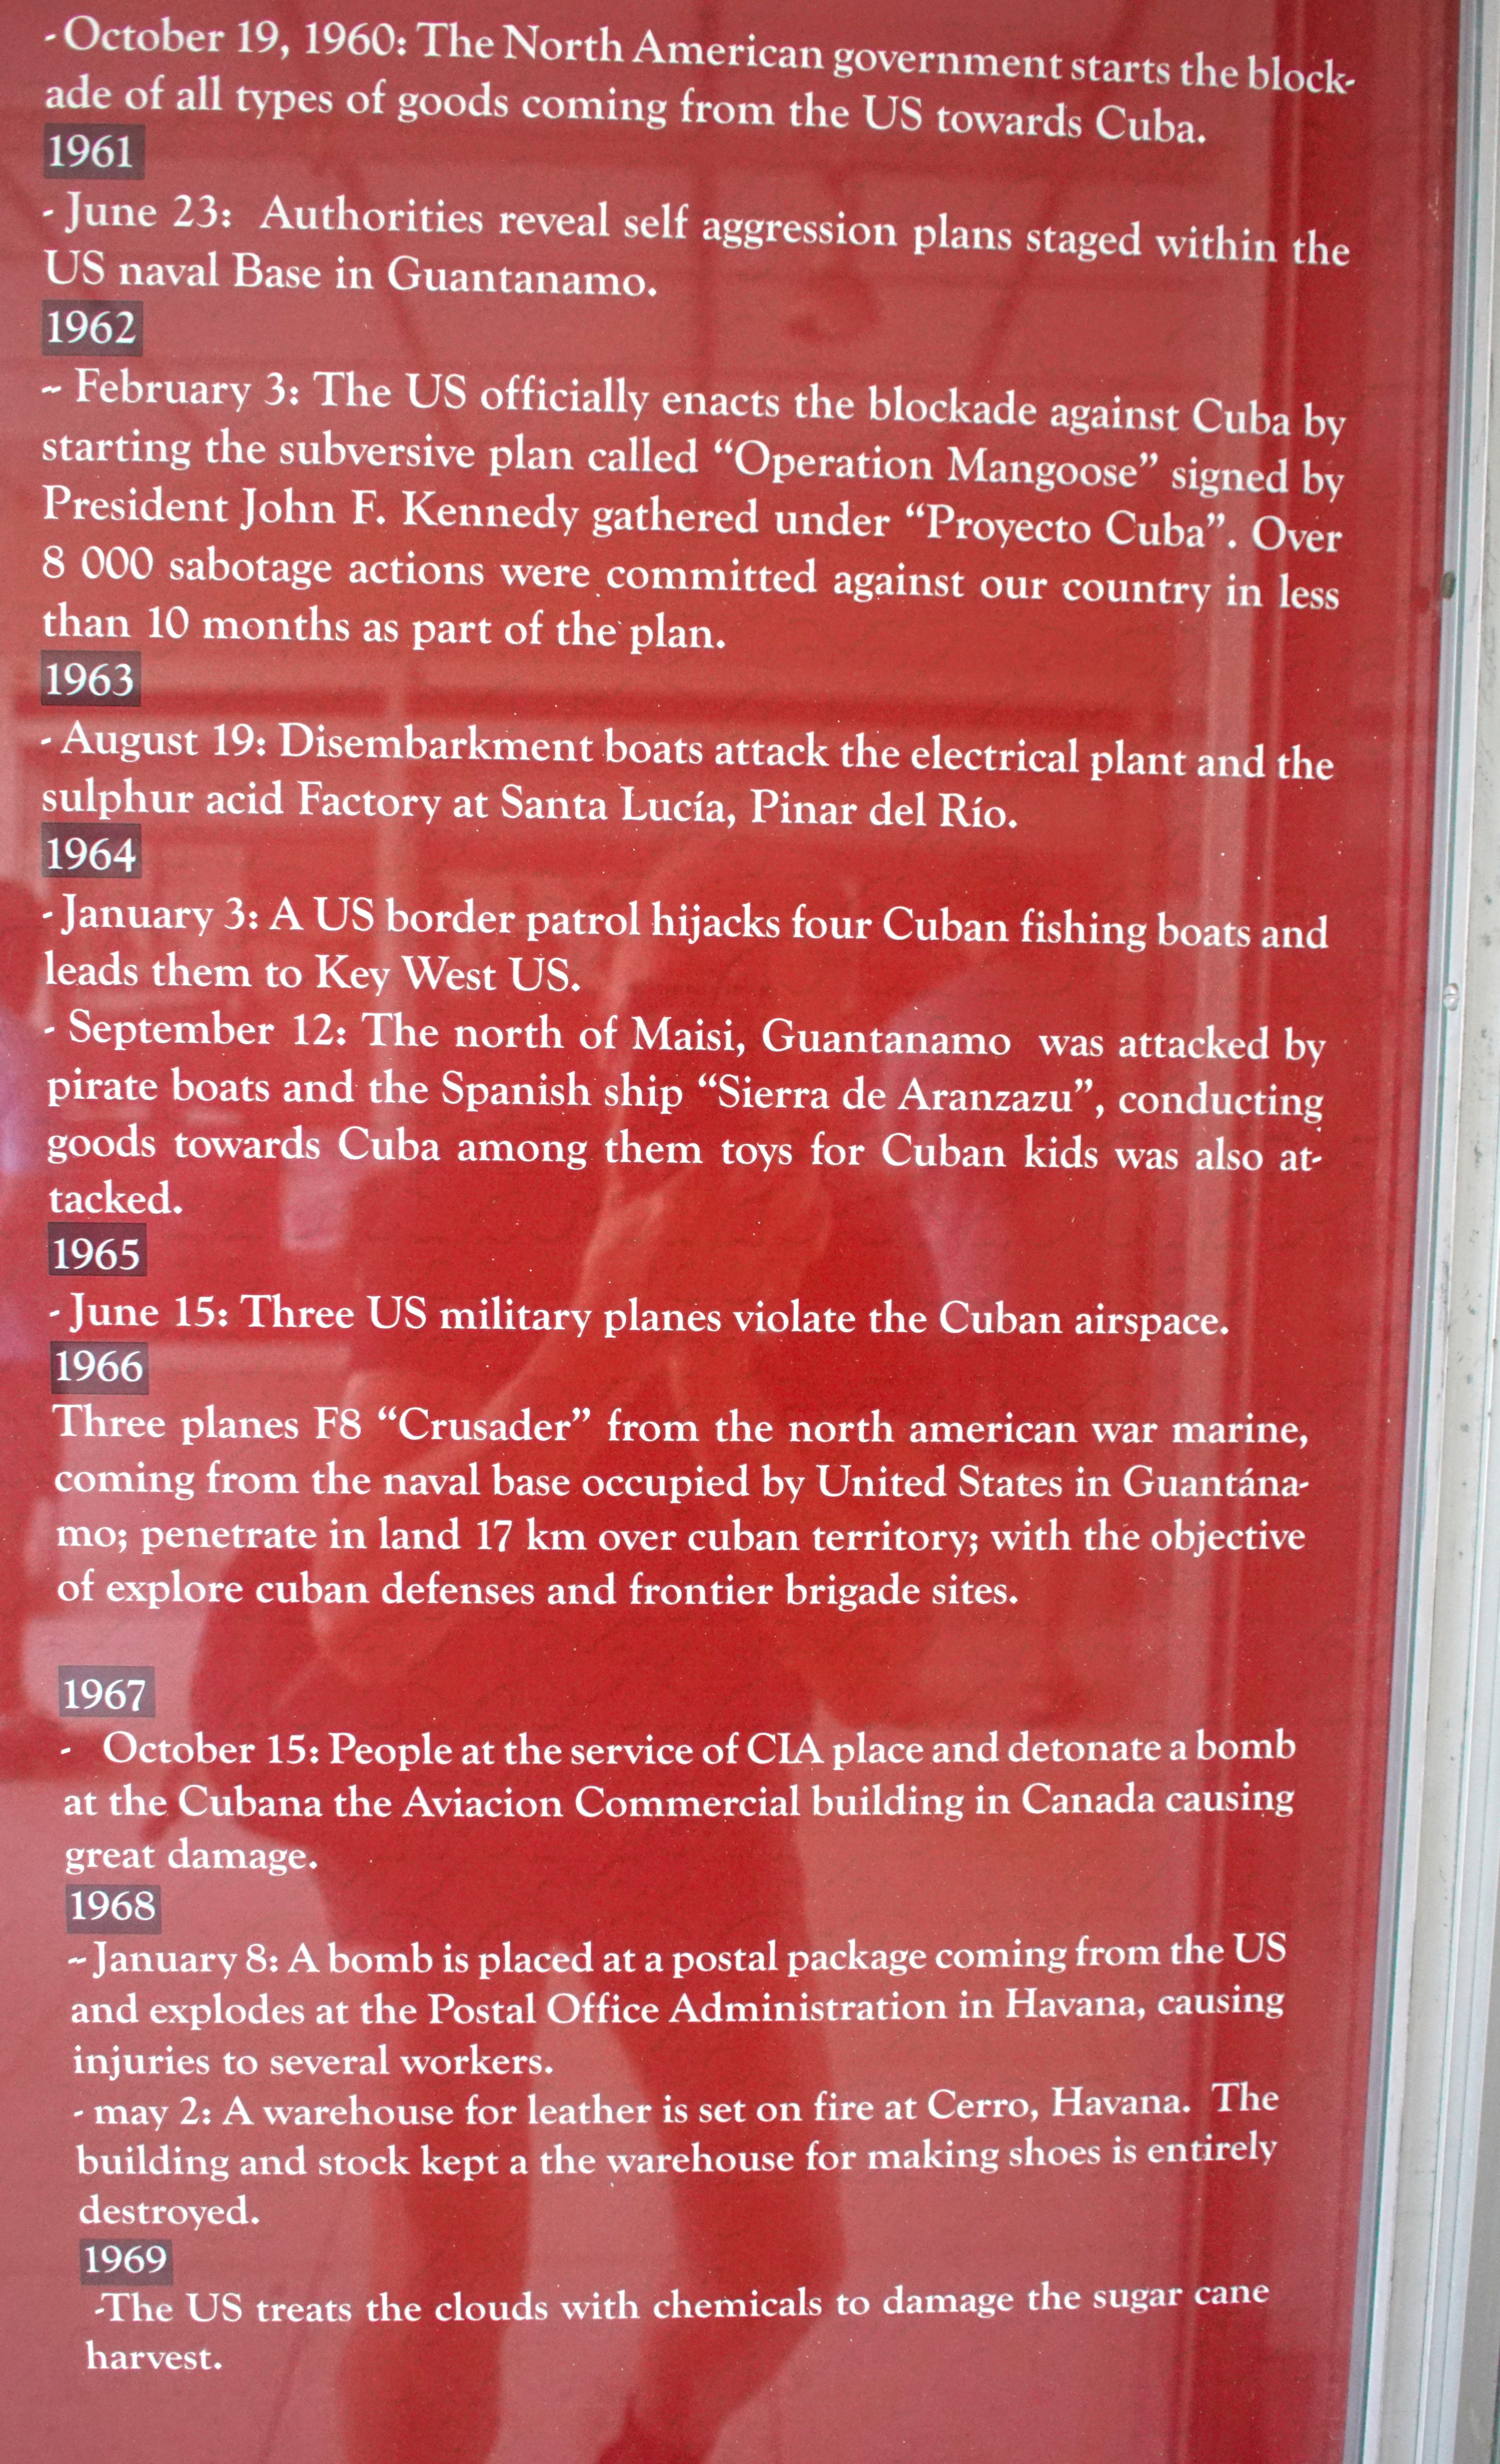 - October 19, 1960: The North American government starts the block-
ade of all types of goods coming from the US towards Cuba.
1961
- June 23: Authorities reveal self aggression plans staged within the
US naval Base in Guantanamo.
1962
~ February 3: The US officially enacts the blockade against Cuba by
starting the subversive plan called “Operation Mangoose” signed by
President John F. Kennedy gathered under “Proyecto Cuba”. Over
8 000 sabotage actions were committed against our country in less
than 10 months as part of the plan.
1963
- August 19: Disembarkment boats attack the electrical plant and the
sulphur acid Factory at Santa Lucía, Pinar del Río.
1964
- January 3: A US border patrol hijacks four Cuban fishing boats and
leads them to Key West US.
- September 12: The north of Maisi, Guantanamo was attacked by
pirate boats and the Spanish ship “Sierra de Aranzazu”, conducting
goods towards Cuba among them toys for Cuban kids was also at-
tacked.
1965
- June 15: Three US military planes violate the Cuban airspace.
1966
Three planes F8 “Crusader” from the north american war marine,
coming from the naval base occupied by United States in Guantána-
mo; penetrate in land 17 km over cuban territory; with the objective
of explore cuban defenses and frontier brigade sites.
1967
- October 15: People at the service of CIA place and detonate a bomb
at the Cubana the Aviacion Commercial building in Canada causing
great damage.
1968
~ January 8: A bomb is placed at a postal package coming from the US
and explodes at the Postal Office Administration in Havana, causing
injuries to several workers.
- may 2: A warehouse for leather is set on fire at Cerro, Havana. The
building and stock kept a the warehouse for making shoes is entirely
destroyed.
1969
-The US treats the clouds with chemicals to damage the sugar cane
harvest.